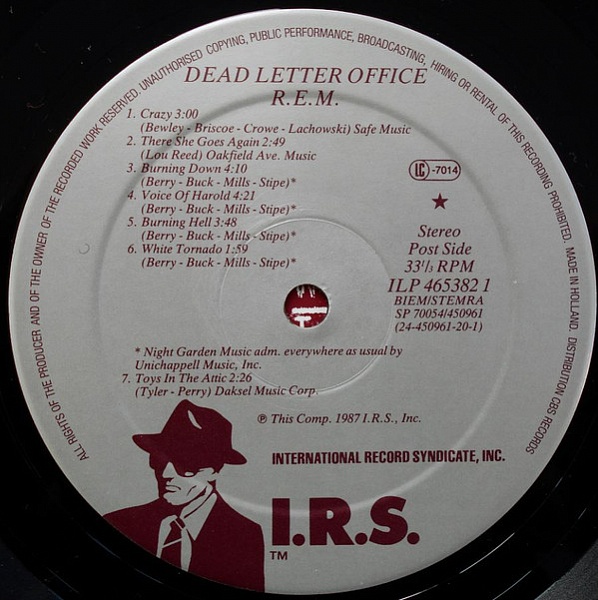 ALL RIGHTS OF THE PRODUCER AND OF THE OWNER OF THE RECORDED WORK RESERVED. UNAUTHORISED COPYING, PUBLIC PERFORMANCE, BROADCASTING, HIRING OR RENTAL OF THIS RECORDING PROHIBITED. MADE IN HOLLAND. DISTRIBUTION CBS RECORDS
DEAD LETTER OFFICE
R.E.M.
1. Crazy 3:00
(Bewley - Briscoe - Crowe - Lachowski) Safe Music
2. There She Goes Again 2:49
(Lou Reed) Oakfield Ave. Music
3. Burning Down 4:10
(Berry - Buck - Mills - Stipe)*
4. Voice Of Harold 4:21
(Berry - Buck - Mills - Stipe)*
5. Burning Hell 3:48
(Berry - Buck - Mills - Stipe)*
6. White Tornado 1:59
(Berry - Buck - Mills - Stipe)*
LC -7014
★
Stereo
Post Side
33 1/3 RPM
ILP 465382 1
BIEM/STEMRA
SP 70054/450961
(24-450961-20-1)
* Night Garden Music adm. everywhere as usual by
Unichappell Music, Inc.
7. Toys In The Attic 2:26
(Tyler - Perry) Daksel Music Corp.
℗ This Comp. 1987 I.R.S., Inc.
INTERNATIONAL RECORD SYNDICATE, INC.
I.R.S.
TM